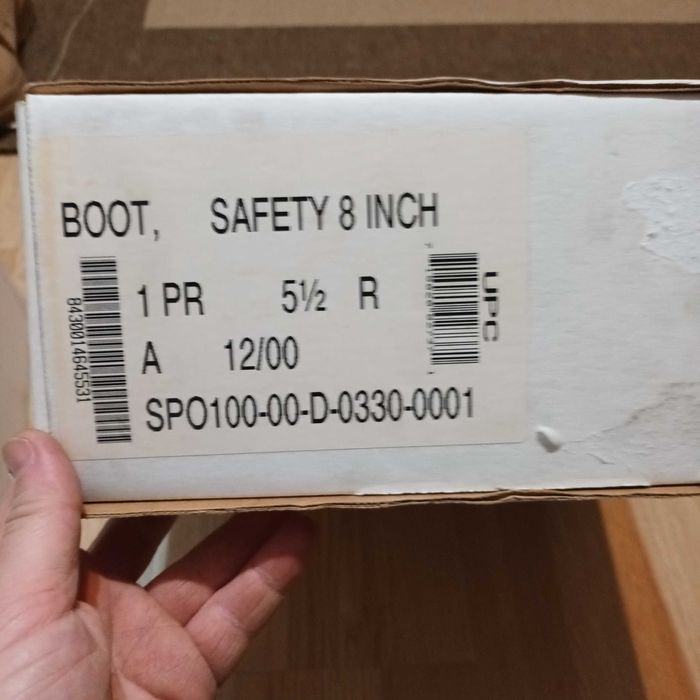 BOOT, SAFETY 8 INCH
1 PR 5½ R
A 12/00
SPO100-00-D-0330-0001
8430014645531
UPC